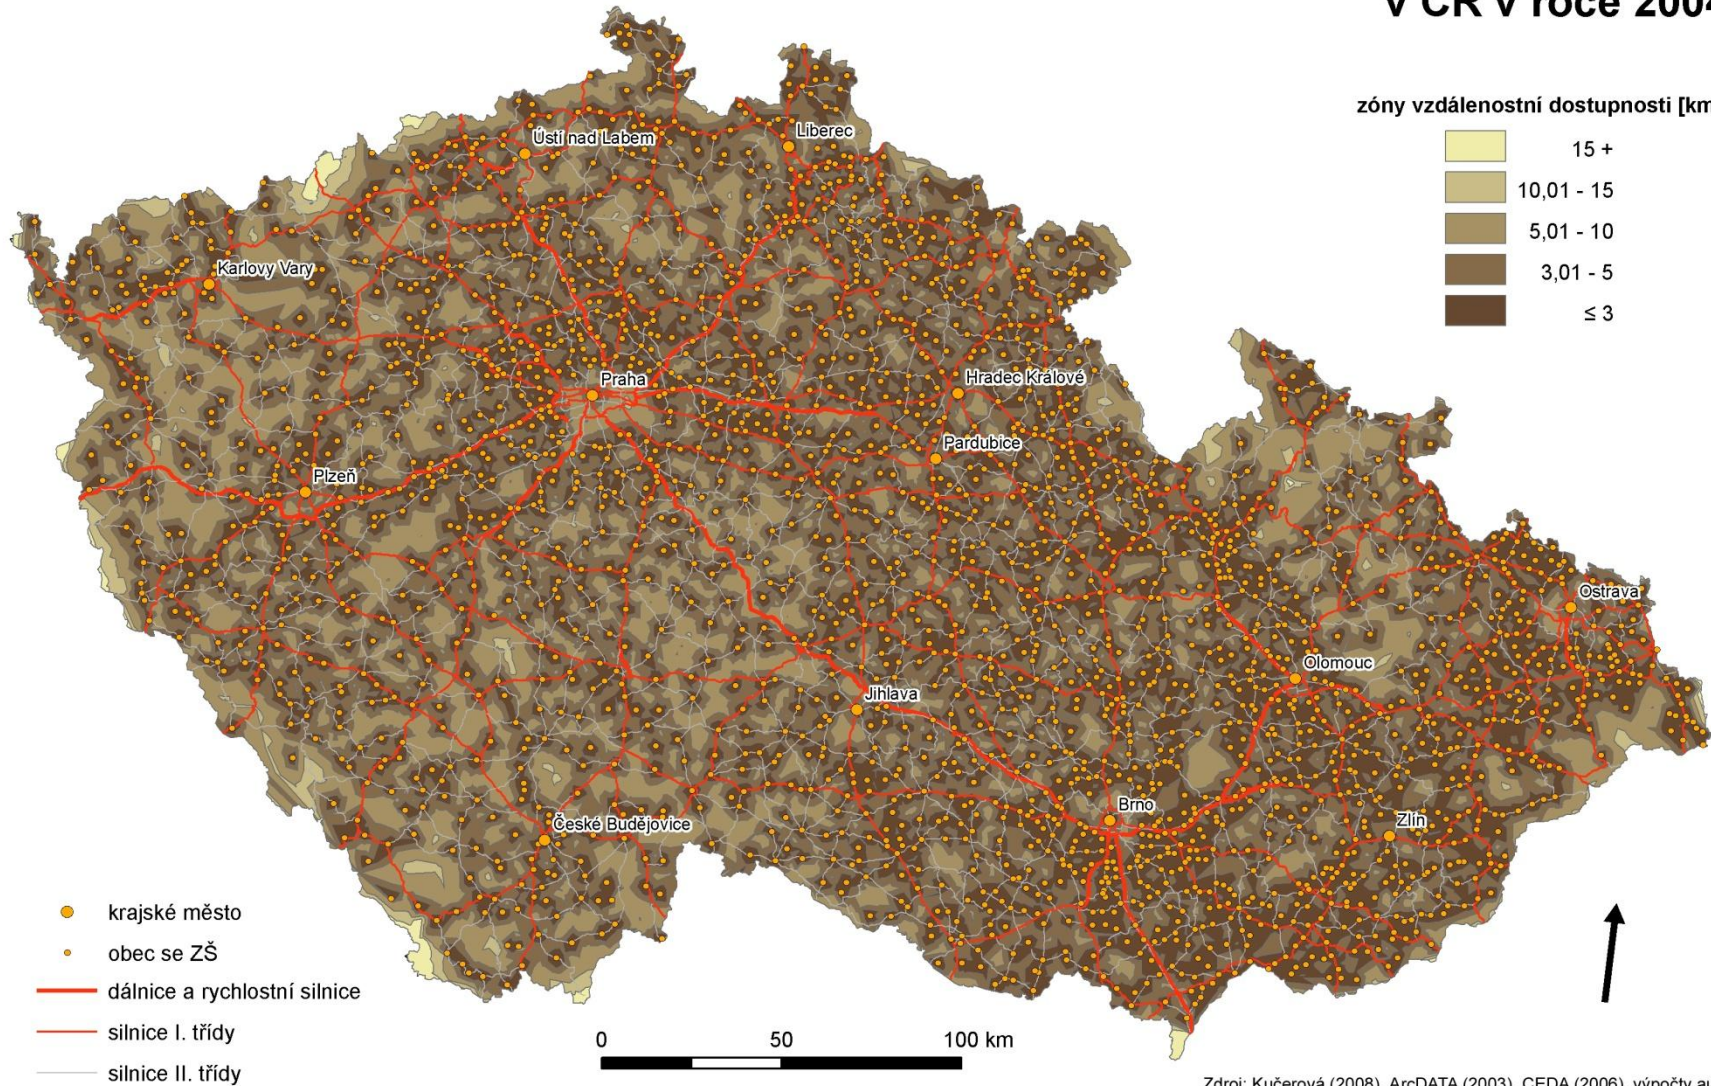 v ČR v roce 2004
zóny vzdálenostní dostupnosti [km
15 +
10,01 - 15
5,01 - 10
3,01 - 5
≤ 3
Liberec
Ústí nad Labem
Karlovy Vary
Praha
Hradec Králové
Pardubice
Plzeň
Ostrava
Olomouc
Jihlava
Brno
Zlín
České Budějovice
krajské město
obec se ZŠ
dálnice a rychlostní silnice
silnice I. třídy
silnice II. třídy
0 50 100 km
Zdroj: Kučerová (2008), ArcDATA (2003), CEDA (2006), výpočty